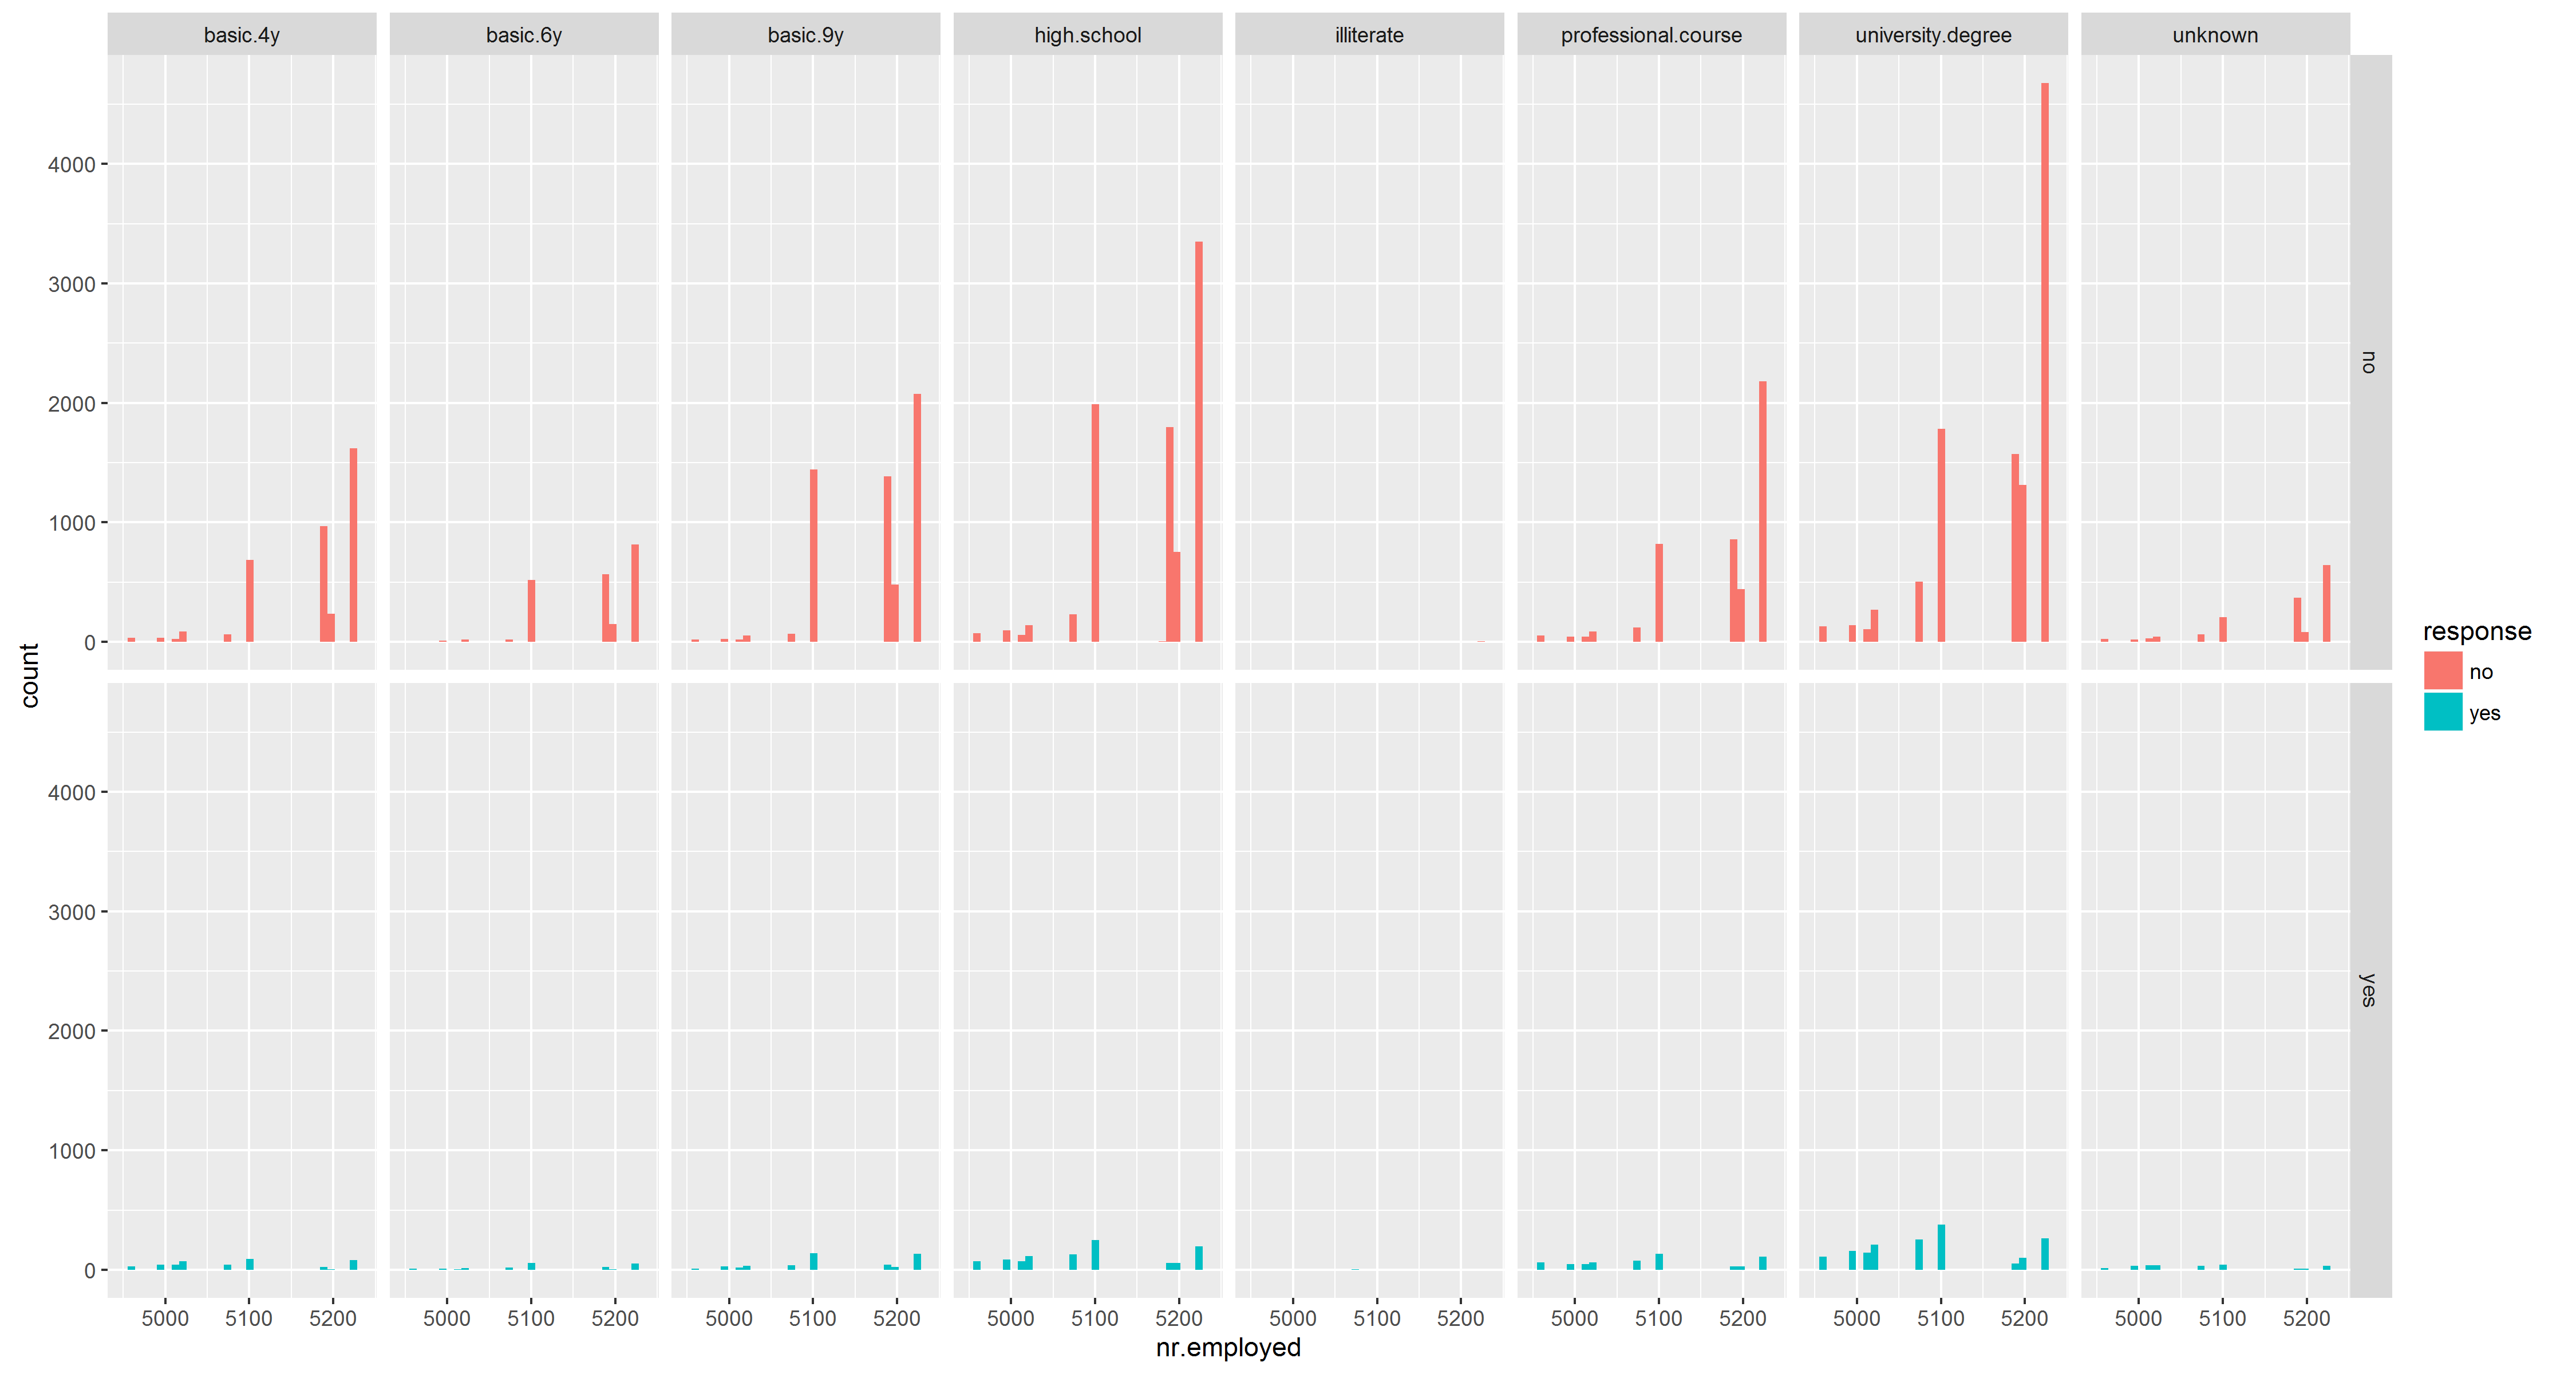 basic.4y basic.6y basic.9y high.school illiterate professional.course university.degree unknown
4000
3000
2000
1000
0
no
4000
3000
2000
1000
0
yes
count
5000 5100 5200 5000 5100 5200 5000 5100 5200 5000 5100 5200 5000 5100 5200 5000 5100 5200 5000 5100 5200 5000 5100 5200
nr.employed
response
no
yes